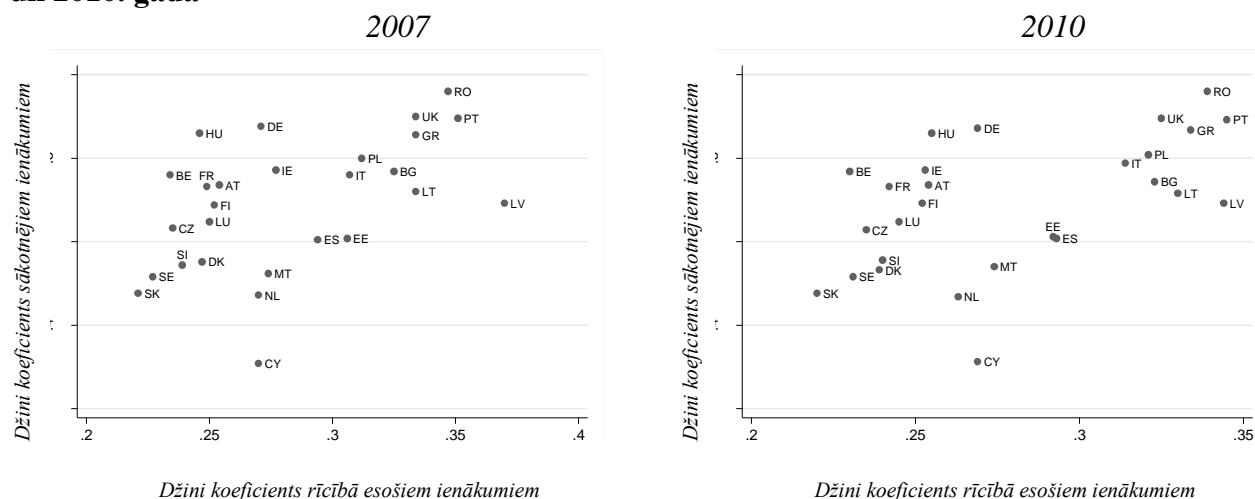 un 2010. gadā
2007
2010
Džini koeficients sākotnējiem ienākumiem
RO
UK
PT
DE
HU
GR
PL
BE
FR
AT
IE
IT
BG
LT
LV
FI
LU
CZ
ES
EE
SI
DK
SE
MT
SK
NL
CY
.2
.25
.3
.35
.4
Džini koeficients rīcībā esošiem ienākumiem
Džini koeficients sākotnējiem ienākumiem
RO
UK
PT
DE
HU
GR
PL
IT
BE
IE
FR
AT
BG
LT
LV
FI
LU
CZ
EE
ES
SI
DK
SE
MT
SK
NL
CY
.2
.25
.3
.35
Džini koeficients rīcībā esošiem ienākumiem